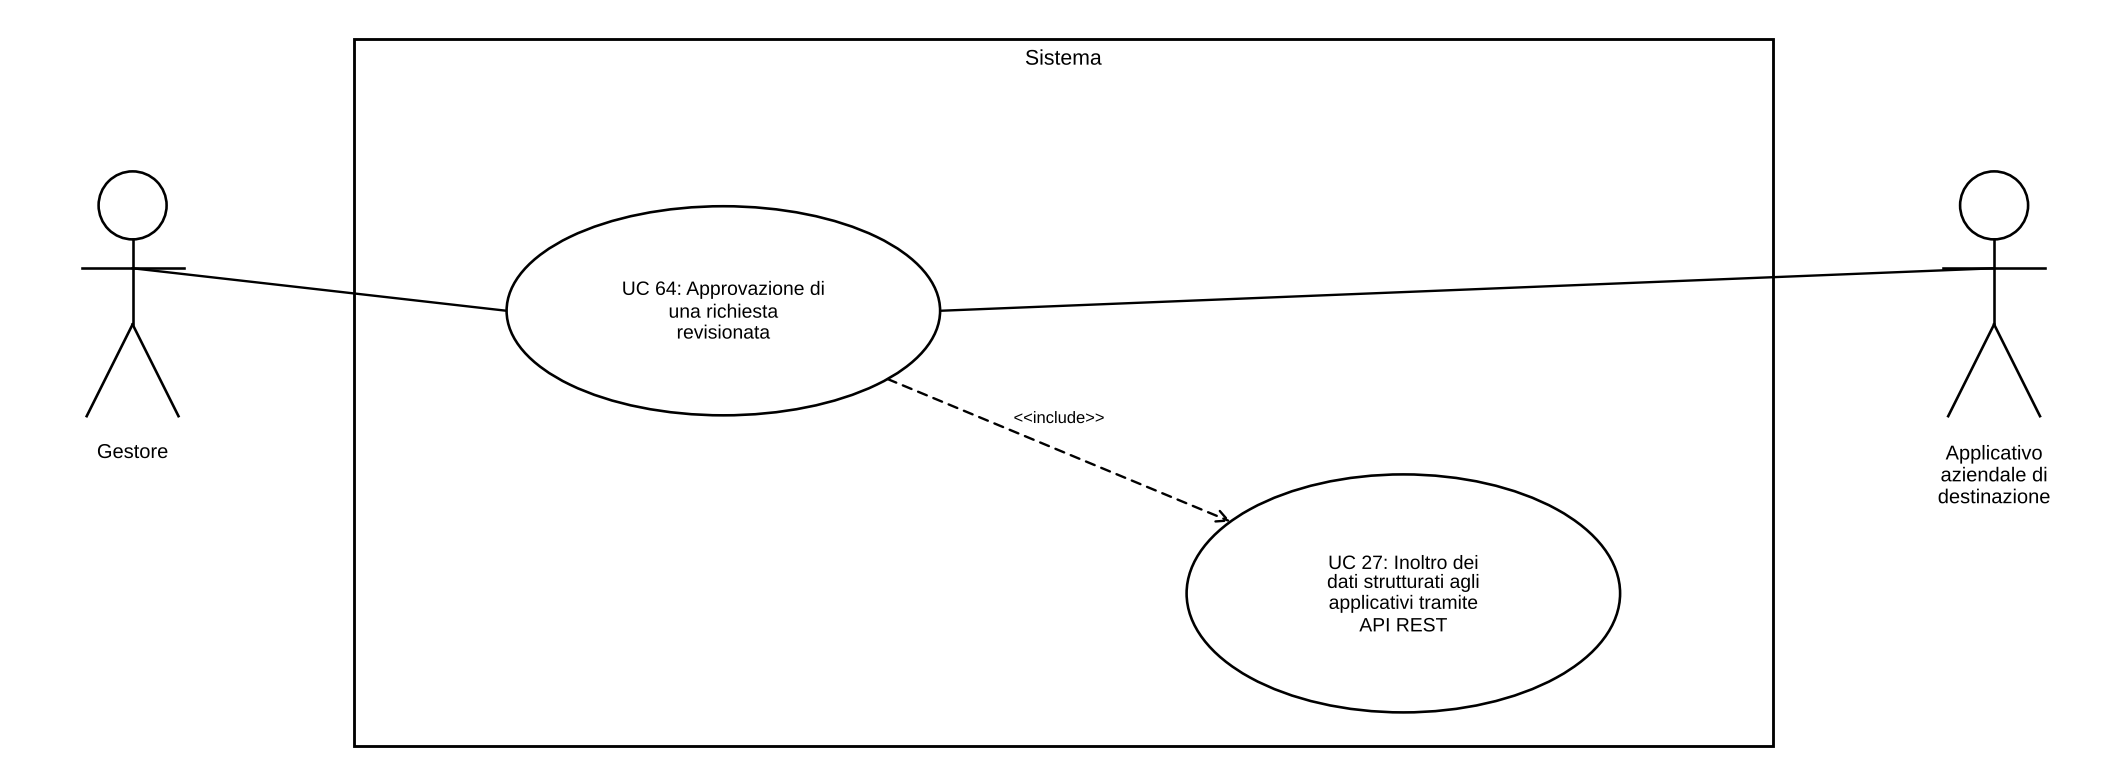 Sistema
UC 64: Approvazione di
una richiesta
revisionata
<<include>>
Gestore
Applicativo
aziendale di
destinazione
UC 27: Inoltro dei
dati strutturati agli
applicativi tramite
API REST